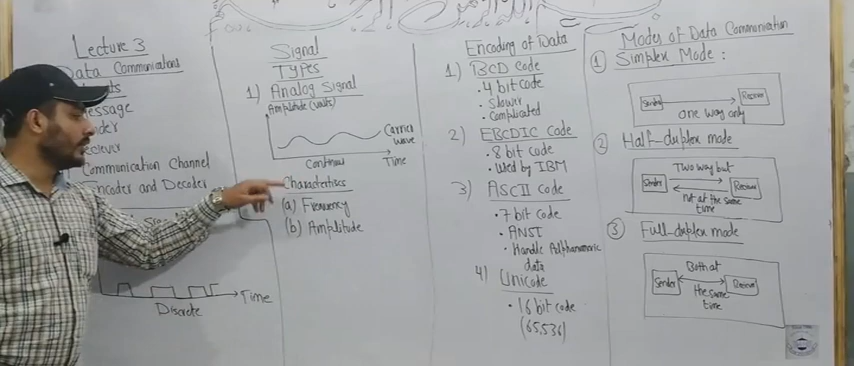 Lecture 3
Data Communications
Message
Reciever
Communication Channel
Encoder and Decoder
Time
Discrete
Signal
Types
1) Analog Signal
Amplitude (volts)
Carrier
wave
Time
Characterstics
(a) Frequency
(b) Amplitude
Encoding of Data
1) BCD Code
• 4 bit code
• Slower
• Complicated
2) EBCDIC Code
• 8 bit code
• Used by IBM
3) ASCII Code
• 7 bit code
• ANSI
• Handle Alphanumeric
data
4) Unicode
• 16 bit code
(65,536)
Modes of Data Communication
1 Simplex Mode :
Sender
Reciever
one way only
2 Half-duplex mode
Two way but
Sender
Reciever
not at the same
time
3 Full-duplex mode
Both at
Sender
Reciever
the same
time